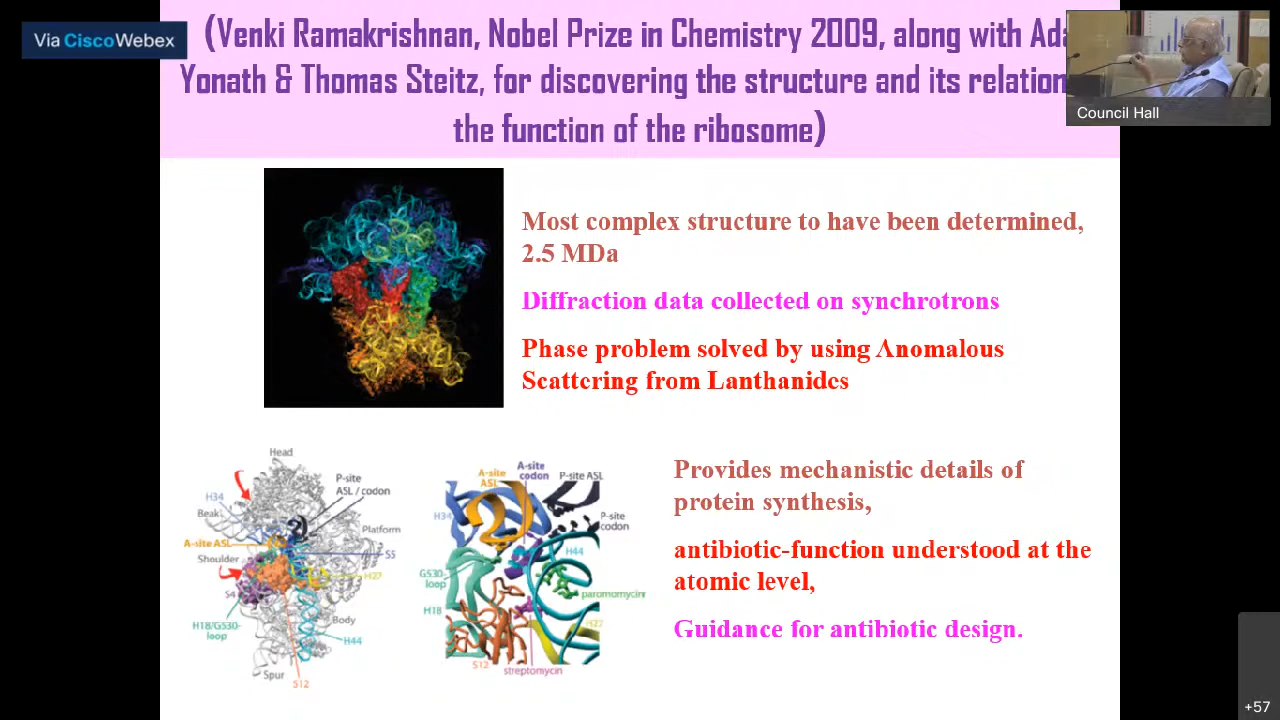 Via Cisco Webex
(Venki Ramakrishnan, Nobel Prize in Chemistry 2009, along with
Yonath & Thomas Steitz, for discovering the structure and its
the function of the ribosome)
Council Hall
Most complex structure to have been determined,
2.5 MDa
Diffraction data collected on synchrotrons
Phase problem solved by using Anomalous
Scattering from Lanthanides
Head
P-site
ASL / codon
H34
Beak
Platform
A-site ASL
Shoulder
S5
H27
S4
H18/G530-
loop
Body
H44
Spur
S12
A-site
ASL
A-site
codon
P-site ASL
H34
P-site
codon
H44
G530-
loop
paromomycin
H18
H27
S12
streptomycin
Provides mechanistic details of
protein synthesis,
antibiotic-function understood at the
atomic level,
Guidance for antibiotic design.
+57